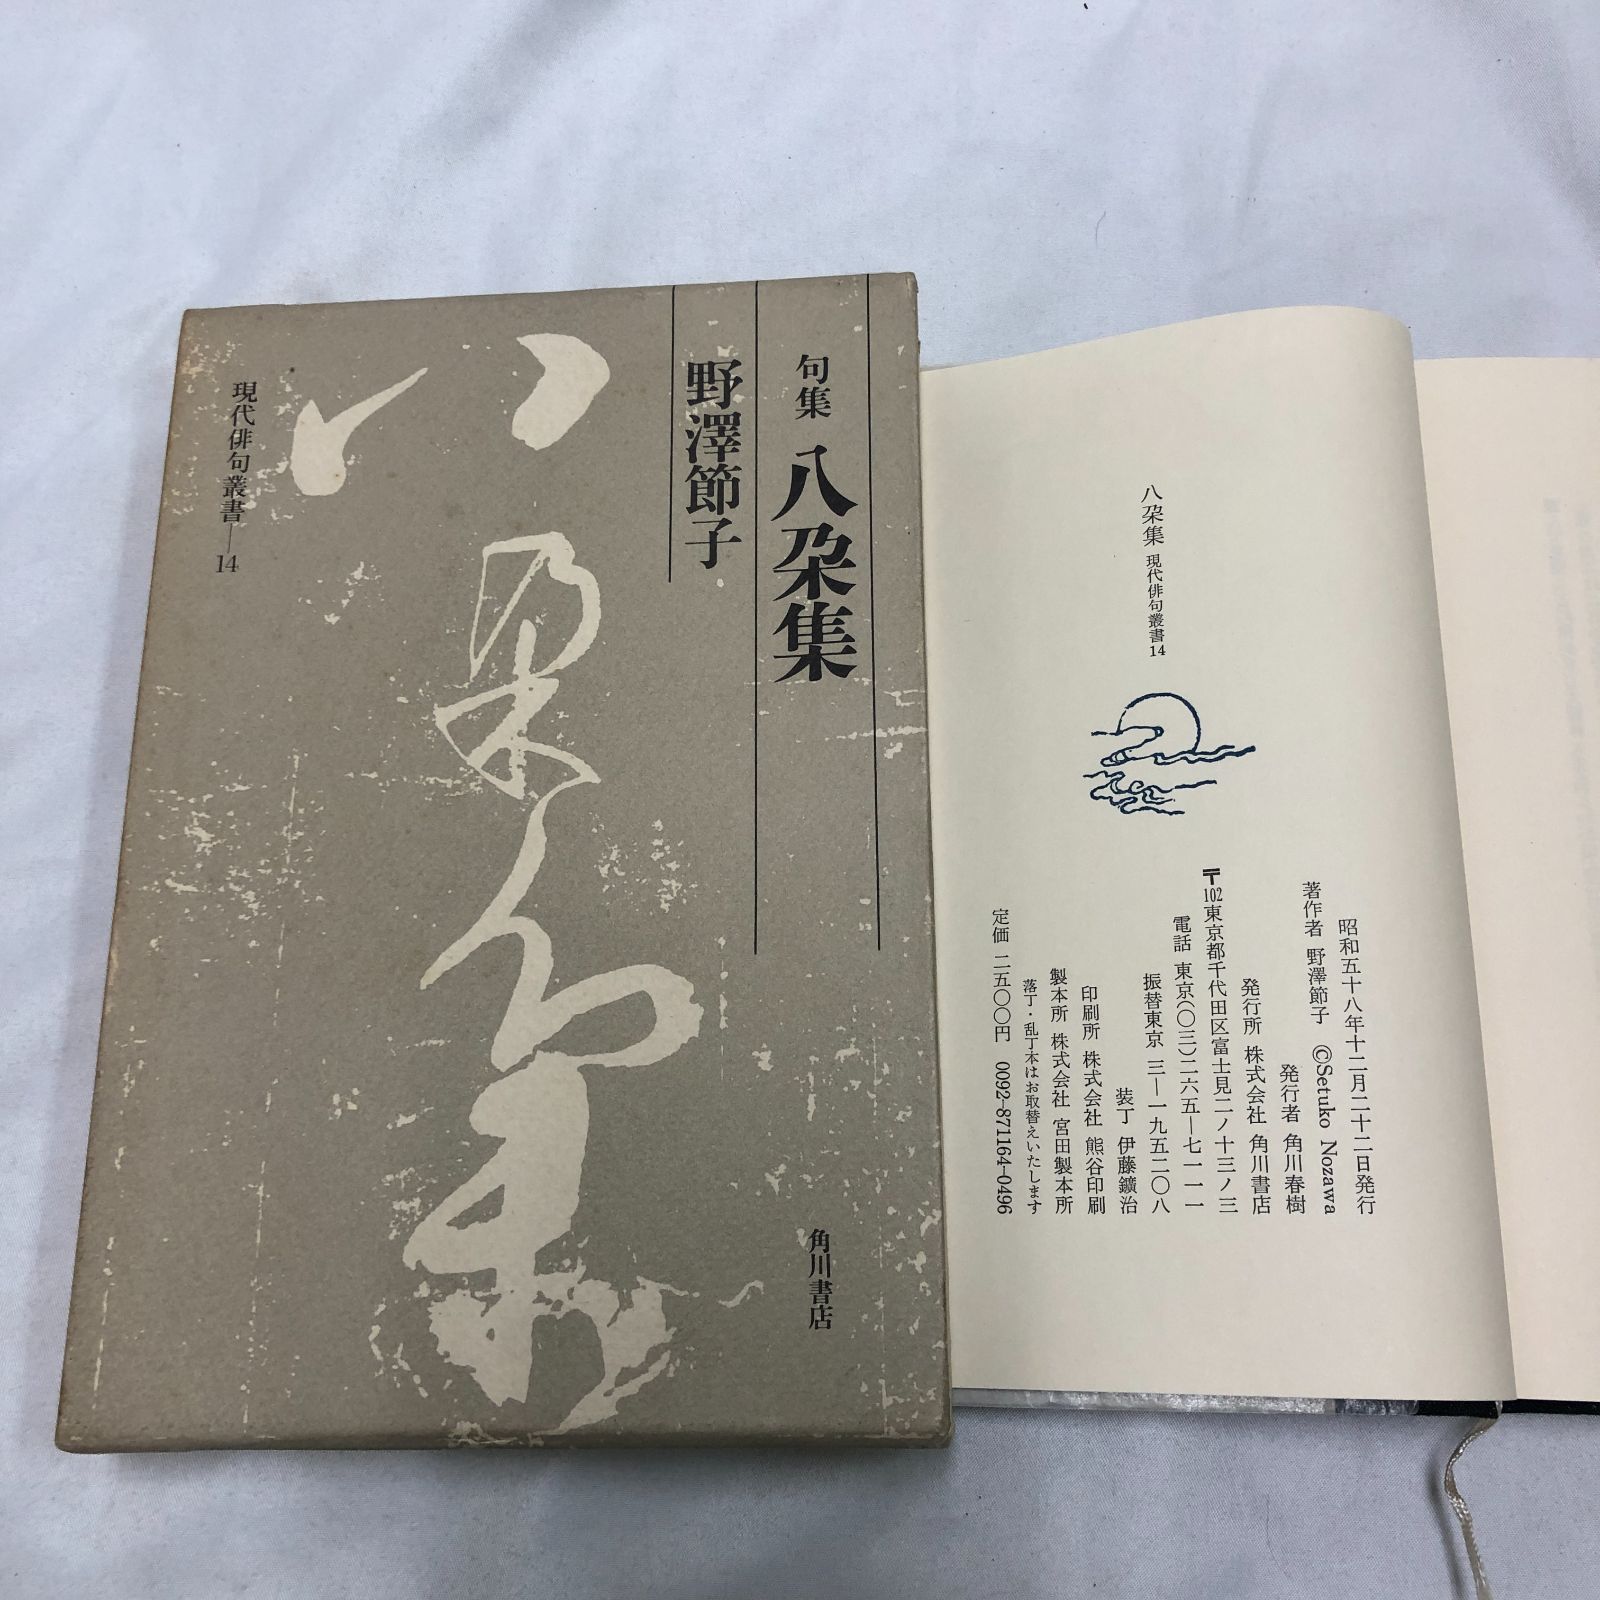 句集 八朶集
野澤節子
現代俳句叢書—14
八朶集
角川書店
八朶集 現代俳句叢書14
昭和五十八年十二月二十二日発行
著作者 野澤節子 ©Setuko Nozawa
発行者 角川春樹
発行所 株式会社 角川書店
〒102東京都千代田区富士見二ノ十三ノ三
電話 東京(〇三)二六五—七一一一
振替東京 三—一九五二〇八
装丁 伊藤鑛治
印刷所 株式会社 熊谷印刷
製本所 株式会社 宮田製本所
落丁・乱丁本はお取替えいたします
定価 二五〇〇円 0092-871164-0496